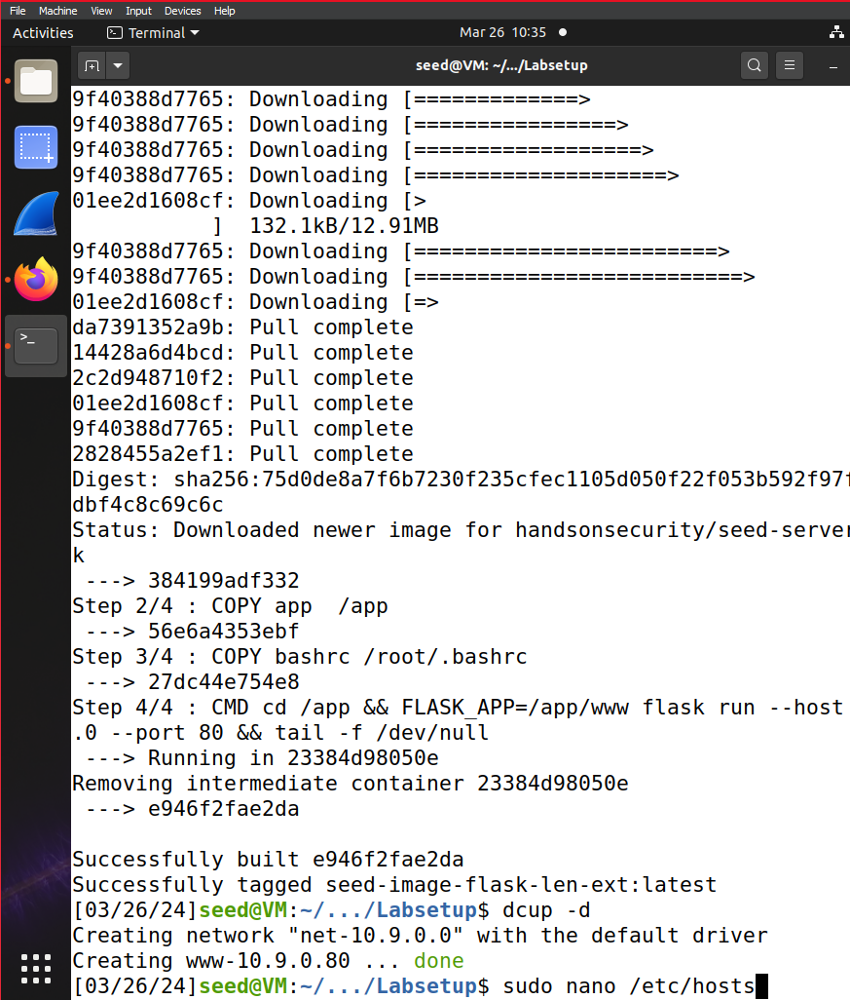 File Machine View Input Devices Help
Activities Terminal Mar 26 10:35
seed@VM: ~/.../Labsetup
9f40388d7765: Downloading [=============>
9f40388d7765: Downloading [================>
9f40388d7765: Downloading [==================>
9f40388d7765: Downloading [====================>
01ee2d1608cf: Downloading [>
] 132.1kB/12.91MB
9f40388d7765: Downloading [========================>
9f40388d7765: Downloading [==========================>
01ee2d1608cf: Downloading [=>
da7391352a9b: Pull complete
14428a6d4bcd: Pull complete
2c2d948710f2: Pull complete
01ee2d1608cf: Pull complete
9f40388d7765: Pull complete
2828455a2ef1: Pull complete
Digest: sha256:75d0de8a7f6b7230f235cfec1105d050f22f053b592f97f
dbf4c8c69c6c
Status: Downloaded newer image for handsonsecurity/seed-server
k
---> 384199adf332
Step 2/4 : COPY app  /app
---> 56e6a4353ebf
Step 3/4 : COPY bashrc /root/.bashrc
---> 27dc44e754e8
Step 4/4 : CMD cd /app && FLASK_APP=/app/www flask run --host
.0 --port 80 && tail -f /dev/null
---> Running in 23384d98050e
Removing intermediate container 23384d98050e
---> e946f2fae2da
Successfully built e946f2fae2da
Successfully tagged seed-image-flask-len-ext:latest
[03/26/24]seed@VM:~/.../Labsetup$ dcup -d
Creating network "net-10.9.0.0" with the default driver
Creating www-10.9.0.80 ... done
[03/26/24]seed@VM:~/.../Labsetup$ sudo nano /etc/hosts